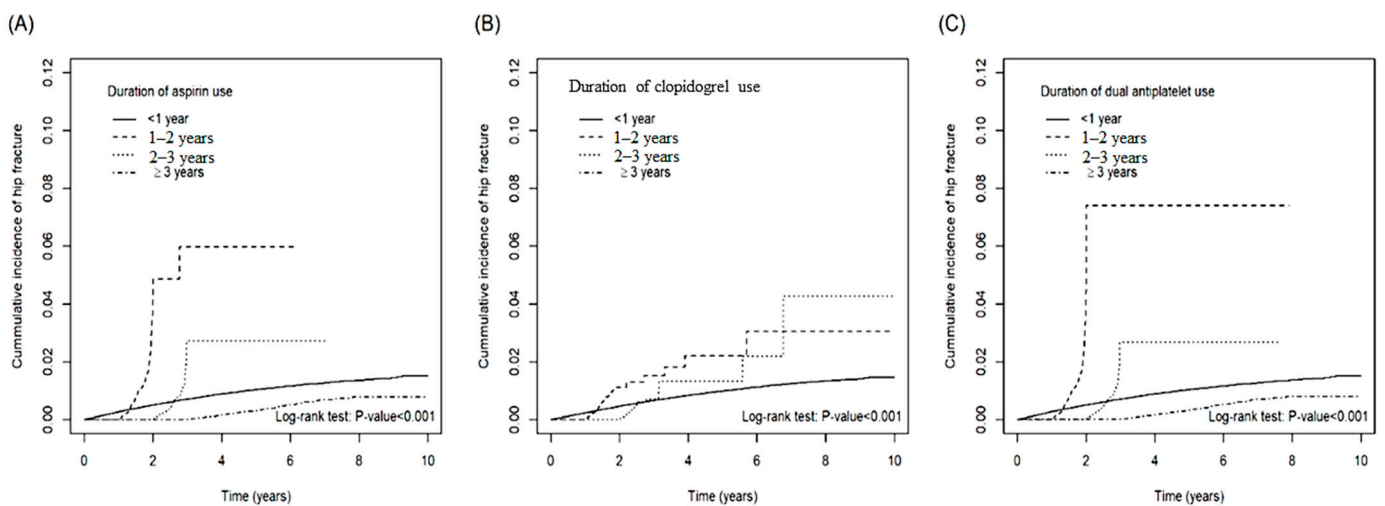 (A)
Cummulative incidence of hip fracture
0.12
0.10
0.08
0.06
0.04
0.02
0.00
Duration of aspirin use
<1 year
1–2 years
2–3 years
≥ 3 years
Log-rank test: P-value<0.001
0 2 4 6 8 10
Time (years)
(B)
Cummulative incidence of hip fracture
0.12
0.10
0.08
0.06
0.04
0.02
0.00
Duration of clopidogrel use
<1 year
1–2 years
2–3 years
≥ 3 years
Log-rank test: P-value<0.001
0 2 4 6 8 10
Time (years)
(C)
Cummulative incidence of hip fracture
0.12
0.10
0.08
0.06
0.04
0.02
0.00
Duration of dual antiplatelet use
<1 year
1–2 years
2–3 years
≥ 3 years
Log-rank test: P-value<0.001
0 2 4 6 8 10
Time (years)